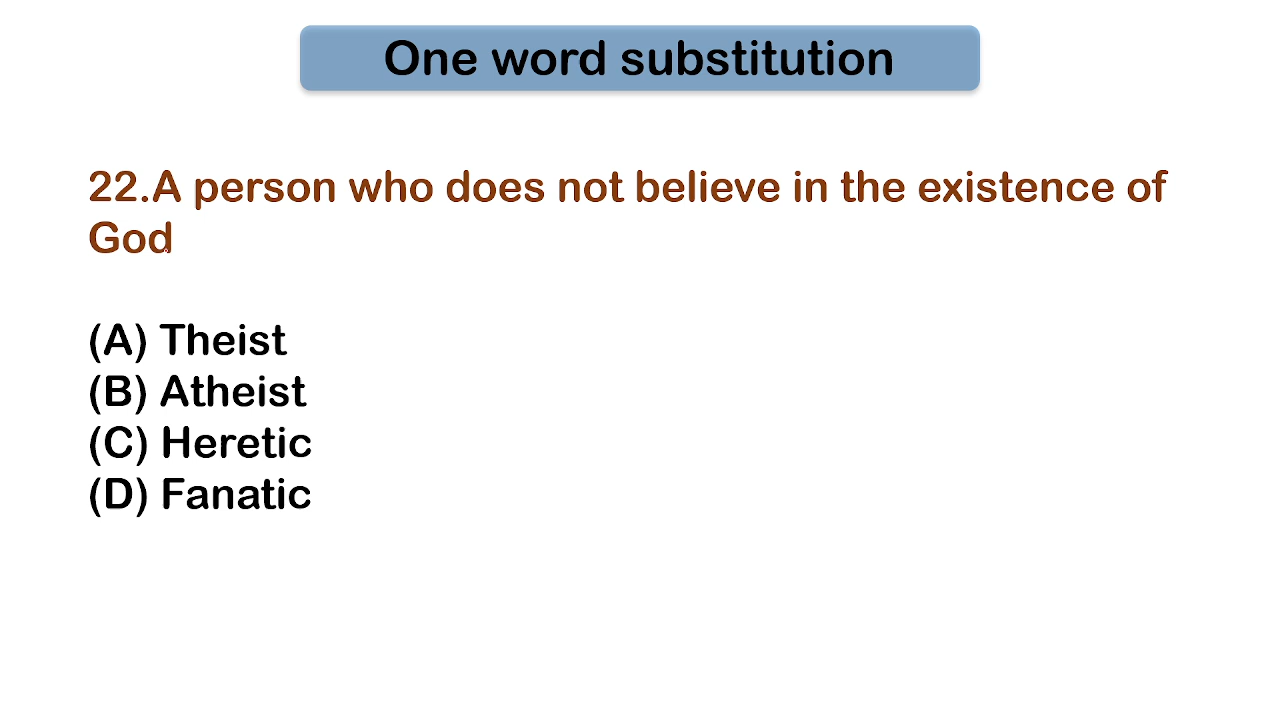 One word substitution
22.A person who does not believe in the existence of
God
(A) Theist
(B) Atheist
(C) Heretic
(D) Fanatic